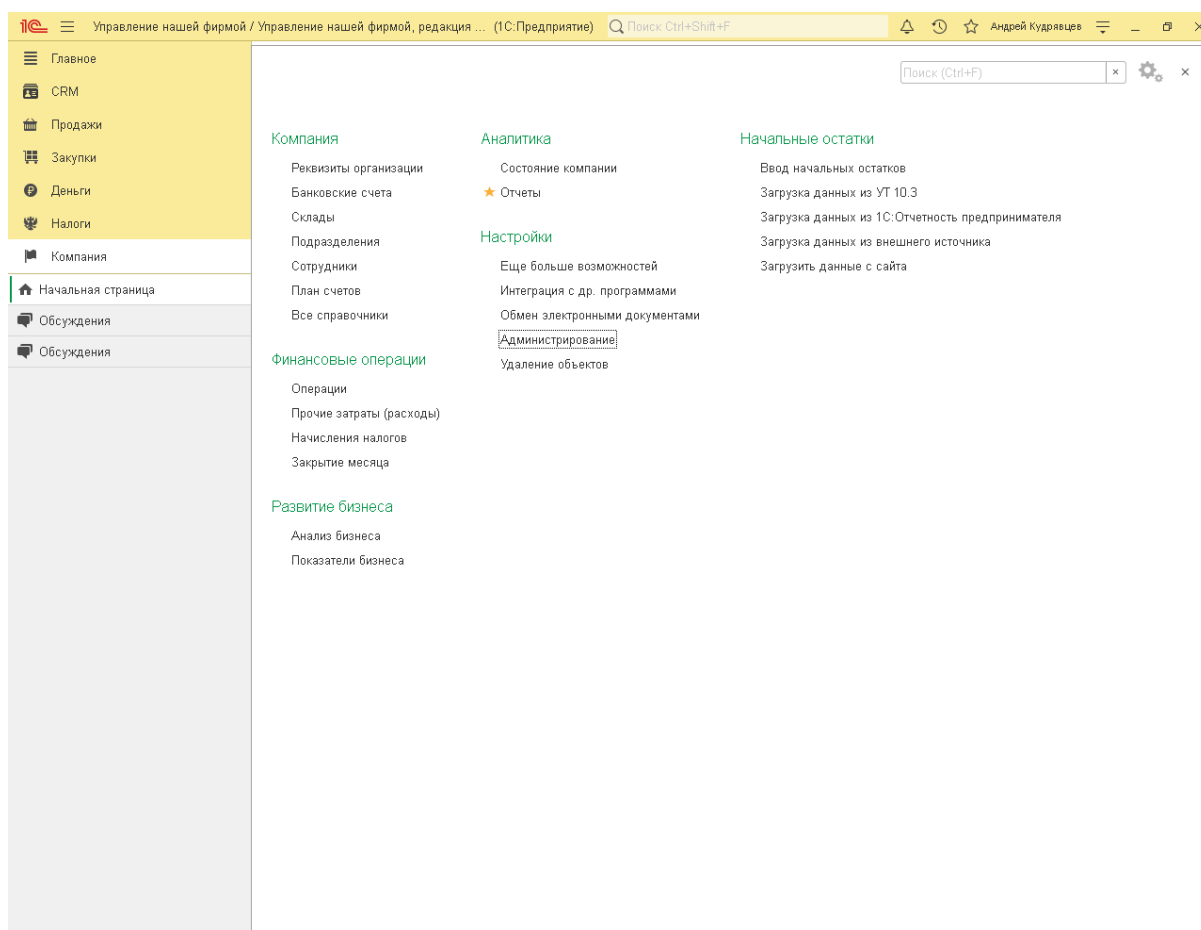 Управление нашей фирмой / Управление нашей фирмой, редакция ... (1С:Предприятие)
Поиск Ctrl+Shift+F
Андрей Кудрявцев
Главное
CRM
Продажи
Закупки
Деньги
Налоги
Компания
Начальная страница
Обсуждения
Обсуждения
Поиск (Ctrl+F)
Компания
Реквизиты организации
Банковские счета
Склады
Подразделения
Сотрудники
План счетов
Все справочники
Финансовые операции
Операции
Прочие затраты (расходы)
Начисления налогов
Закрытие месяца
Развитие бизнеса
Анализ бизнеса
Показатели бизнеса
Аналитика
Состояние компании
Отчеты
Настройки
Еще больше возможностей
Интеграция с др. программами
Обмен электронными документами
Администрирование
Удаление объектов
Начальные остатки
Ввод начальных остатков
Загрузка данных из УТ 10.3
Загрузка данных из 1С:Отчетность предпринимателя
Загрузка данных из внешнего источника
Загрузить данные с сайта